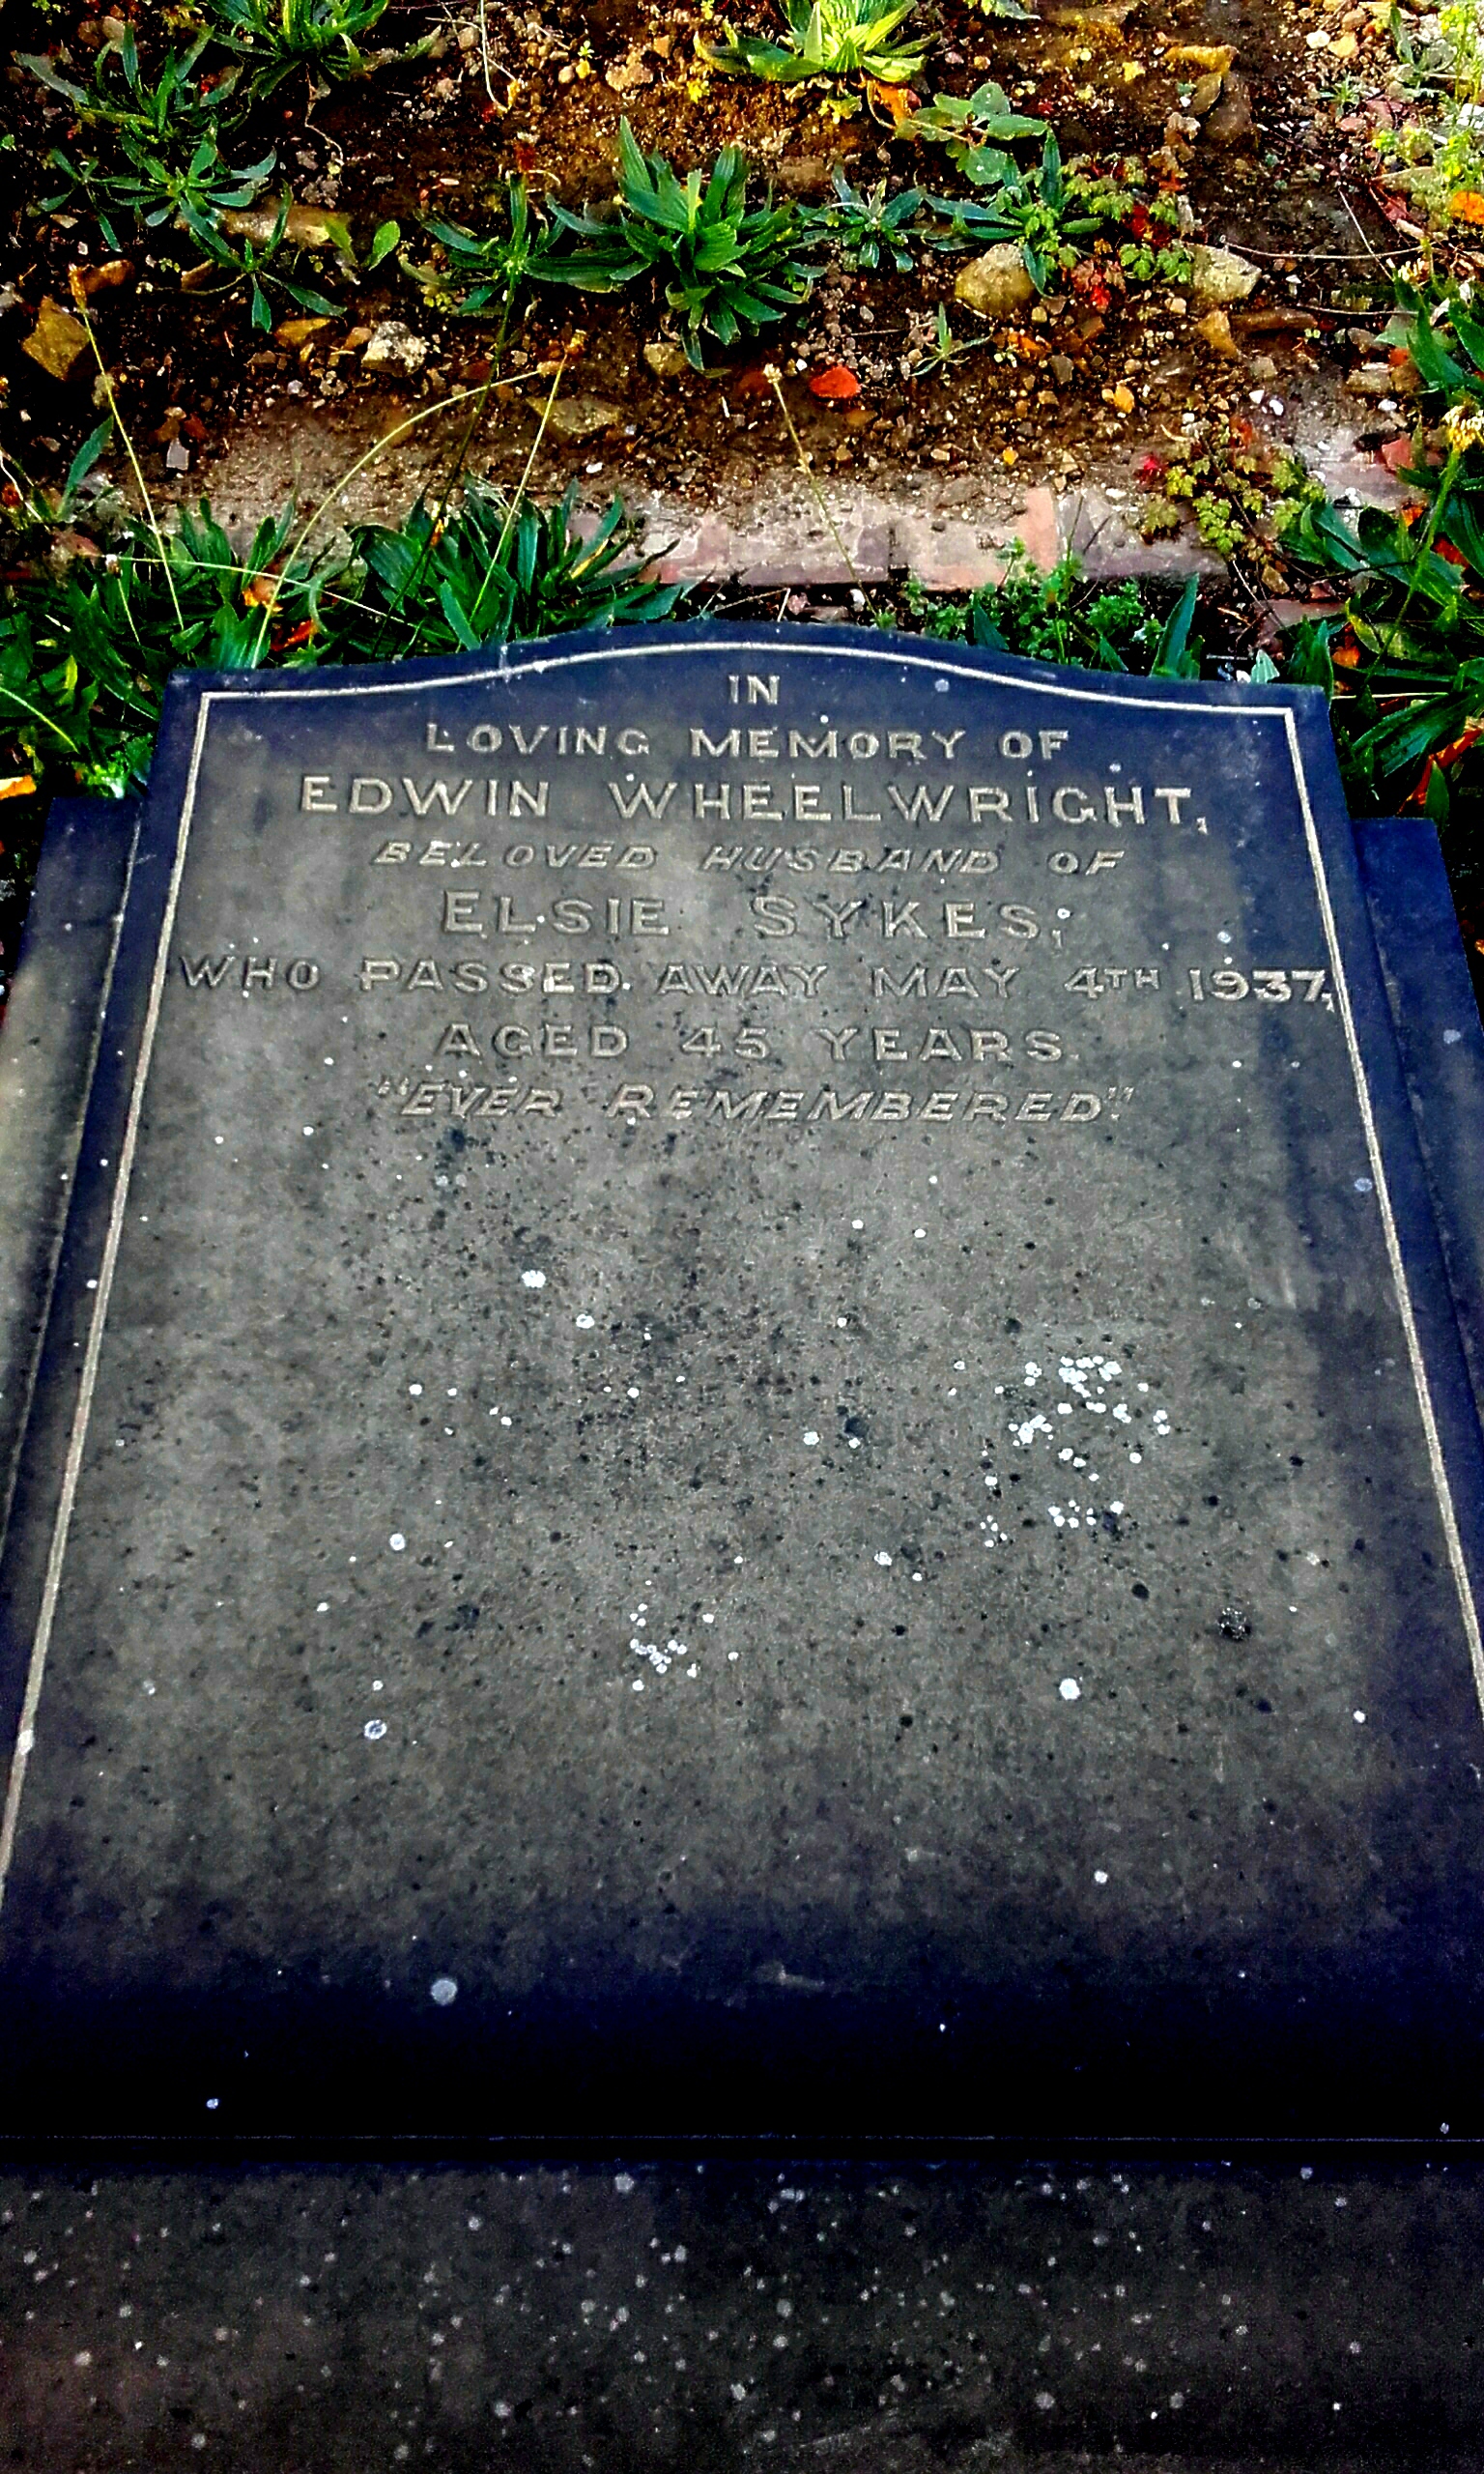 IN
LOVING MEMORY OF
EDWIN WHEELWRIGHT,
BELOVED HUSBAND OF
ELSIE SYKES;
WHO PASSED AWAY MAY 4TH 1937,
AGED 45 YEARS.
"EVER REMEMBERED"